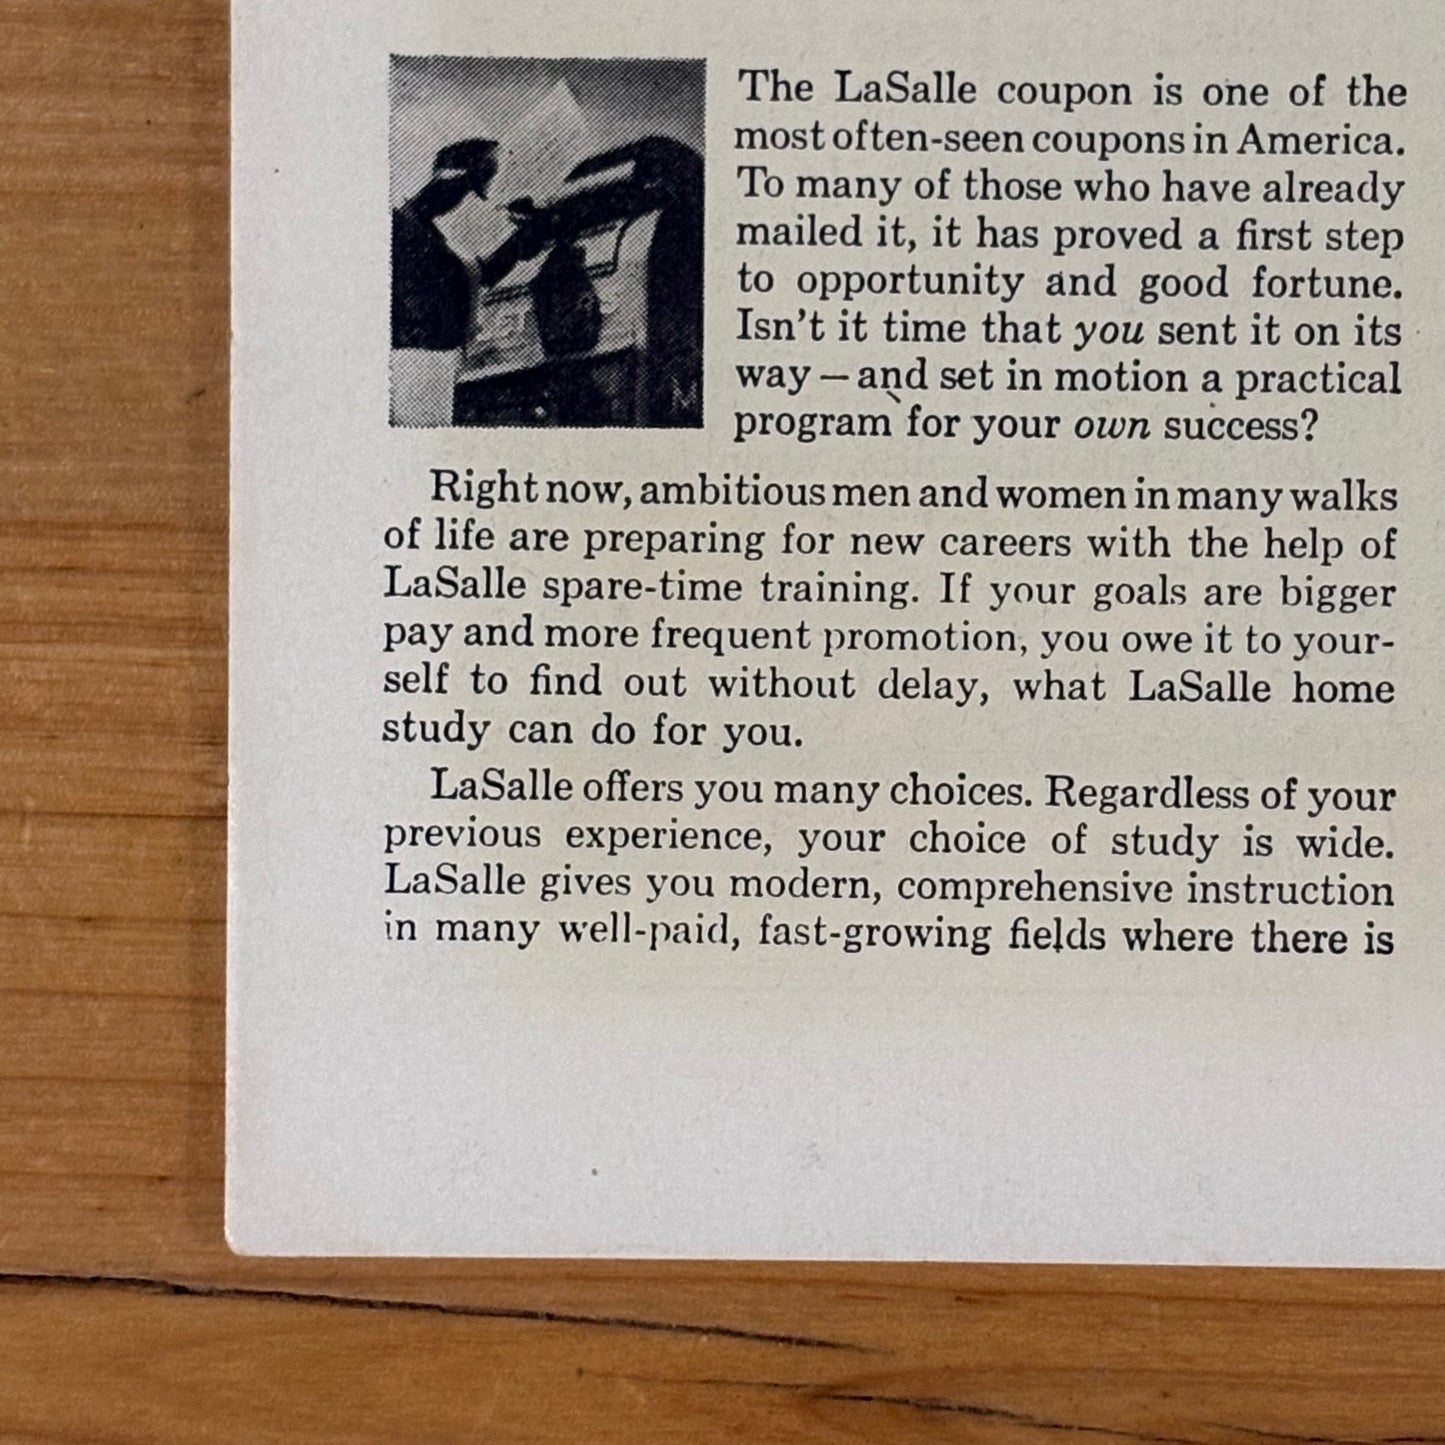 The LaSalle coupon is one of the
most often-seen coupons in America.
To many of those who have already
mailed it, it has proved a first step
to opportunity and good fortune.
Isn't it time that you sent it on its
way — and set in motion a practical
program for your own success?
Right now, ambitious men and women in many walks
of life are preparing for new careers with the help of
LaSalle spare-time training. If your goals are bigger
pay and more frequent promotion, you owe it to your-
self to find out without delay, what LaSalle home
study can do for you.
LaSalle offers you many choices. Regardless of your
previous experience, your choice of study is wide.
LaSalle gives you modern, comprehensive instruction
in many well-paid, fast-growing fields where there is